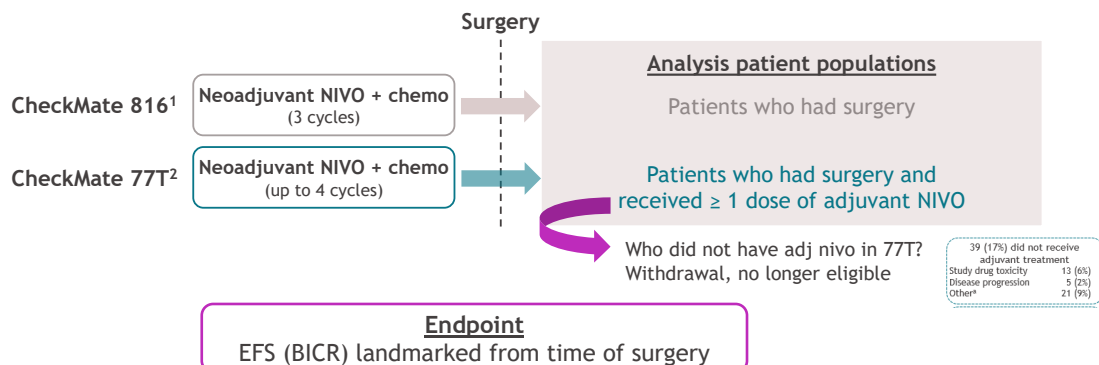 Surgery
Analysis patient populations
CheckMate 816¹
Neoadjuvant NIVO + chemo
(3 cycles)
Patients who had surgery
CheckMate 77T²
Neoadjuvant NIVO + chemo
(up to 4 cycles)
Patients who had surgery and
received ≥ 1 dose of adjuvant NIVO
Who did not have adj nivo in 77T?
Withdrawal, no longer eligible
39 (17%) did not receive
adjuvant treatment
Study drug toxicity 13 (6%)
Disease progression 5 (2%)
Otherᵃ 21 (9%)
Endpoint
EFS (BICR) landmarked from time of surgery